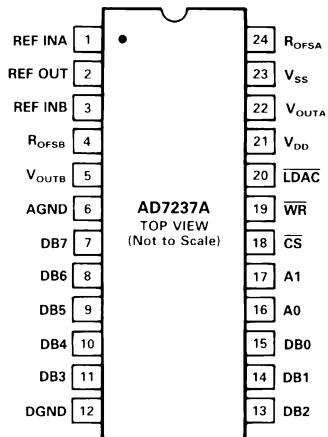 REF INA 1
REF OUT 2
REF INB 3
ROFSB 4
VOUTB 5
AGND 6
DB7 7
DB6 8
DB5 9
DB4 10
DB3 11
DGND 12
AD7237A
TOP VIEW
(Not to Scale)
24 ROFSA
23 VSS
22 VOUTA
21 VDD
20 LDAC
19 WR
18 CS
17 A1
16 A0
15 DB0
14 DB1
13 DB2